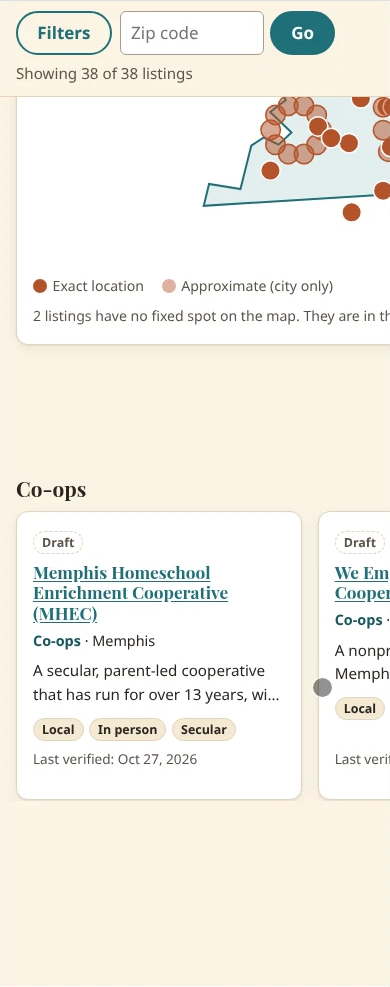 Filters
Zip code
Go
Showing 38 of 38 listings
Exact location
Approximate (city only)
2 listings have no fixed spot on the map. They are in th
Co-ops
Draft
Memphis Homeschool
Enrichment Cooperative
(MHEC)
Co-ops · Memphis
A secular, parent-led cooperative
that has run for over 13 years, wi...
Local
In person
Secular
Last verified: Oct 27, 2026
Draft
We Em
Cooper
Co-ops ·
A nonpr
Memph
Local
Last verif